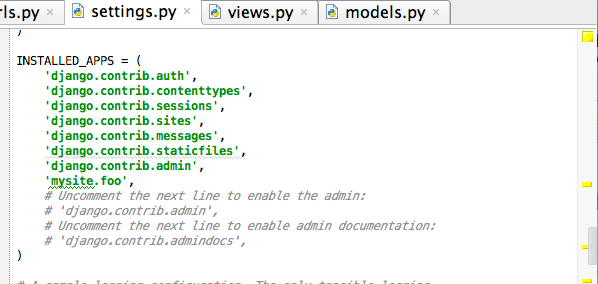 rls.py × settings.py × views.py × models.py ×
)
INSTALLED_APPS = (
'django.contrib.auth',
'django.contrib.contenttypes',
'django.contrib.sessions',
'django.contrib.sites',
'django.contrib.messages',
'django.contrib.staticfiles',
'django.contrib.admin',
'mysite.foo',
# Uncomment the next line to enable the admin:
# 'django.contrib.admin',
# Uncomment the next line to enable admin documentation:
# 'django.contrib.admindocs',
)
# A sample logging configuration. The only tangible logging